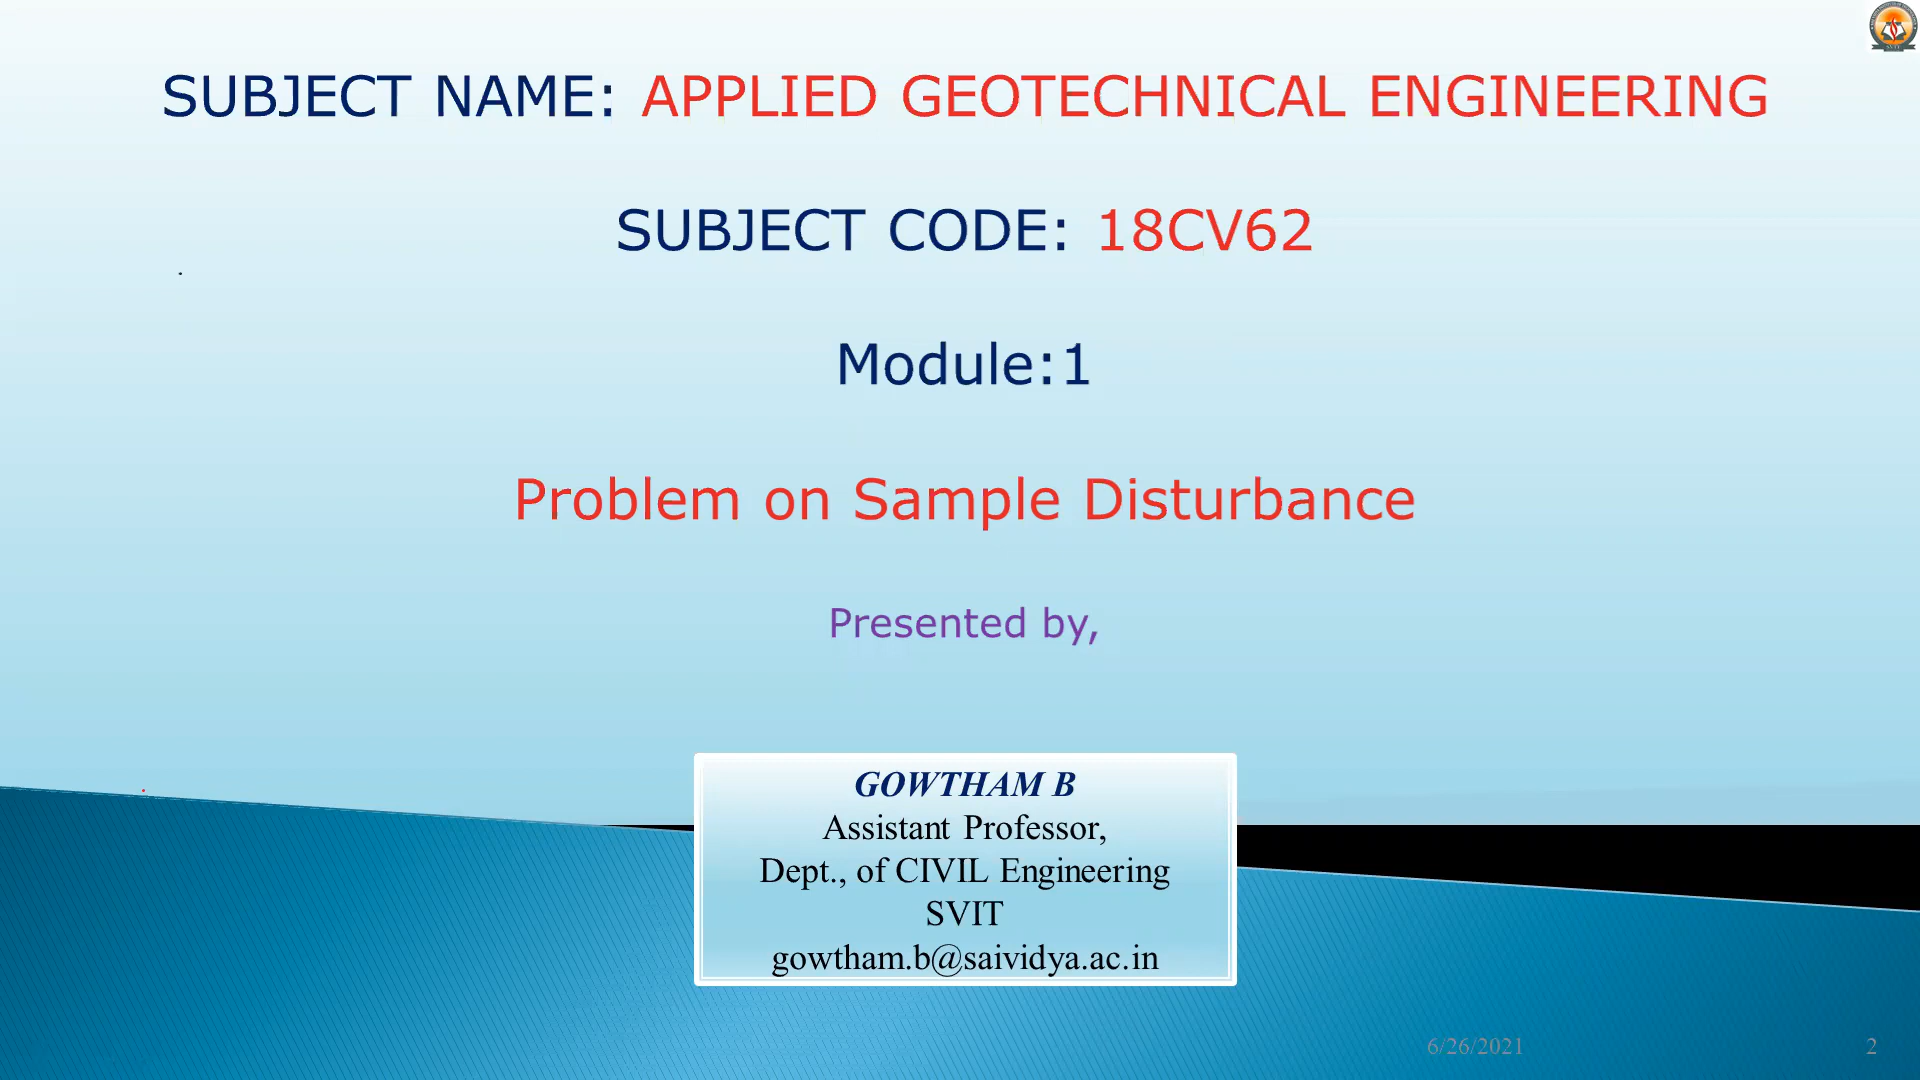 SUBJECT NAME: APPLIED GEOTECHNICAL ENGINEERING
SUBJECT CODE: 18CV62
Module:1
Problem on Sample Disturbance
Presented by,
GOWTHAM B
Assistant Professor,
Dept., of CIVIL Engineering
SVIT
gowtham.b@saividya.ac.in
6/26/2021
2